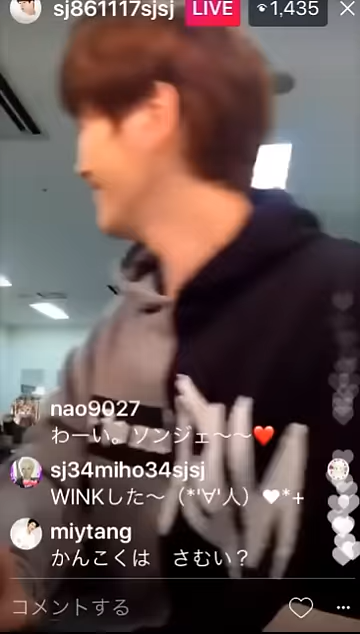 sj861117sjsj LIVE 1,435
nao9027
わーい。ソンジェ～～❤️
sj34miho34sjsj
WINKした～（*'∀'人）♥*+
miytang
かんこくは　さむい？
コメントする